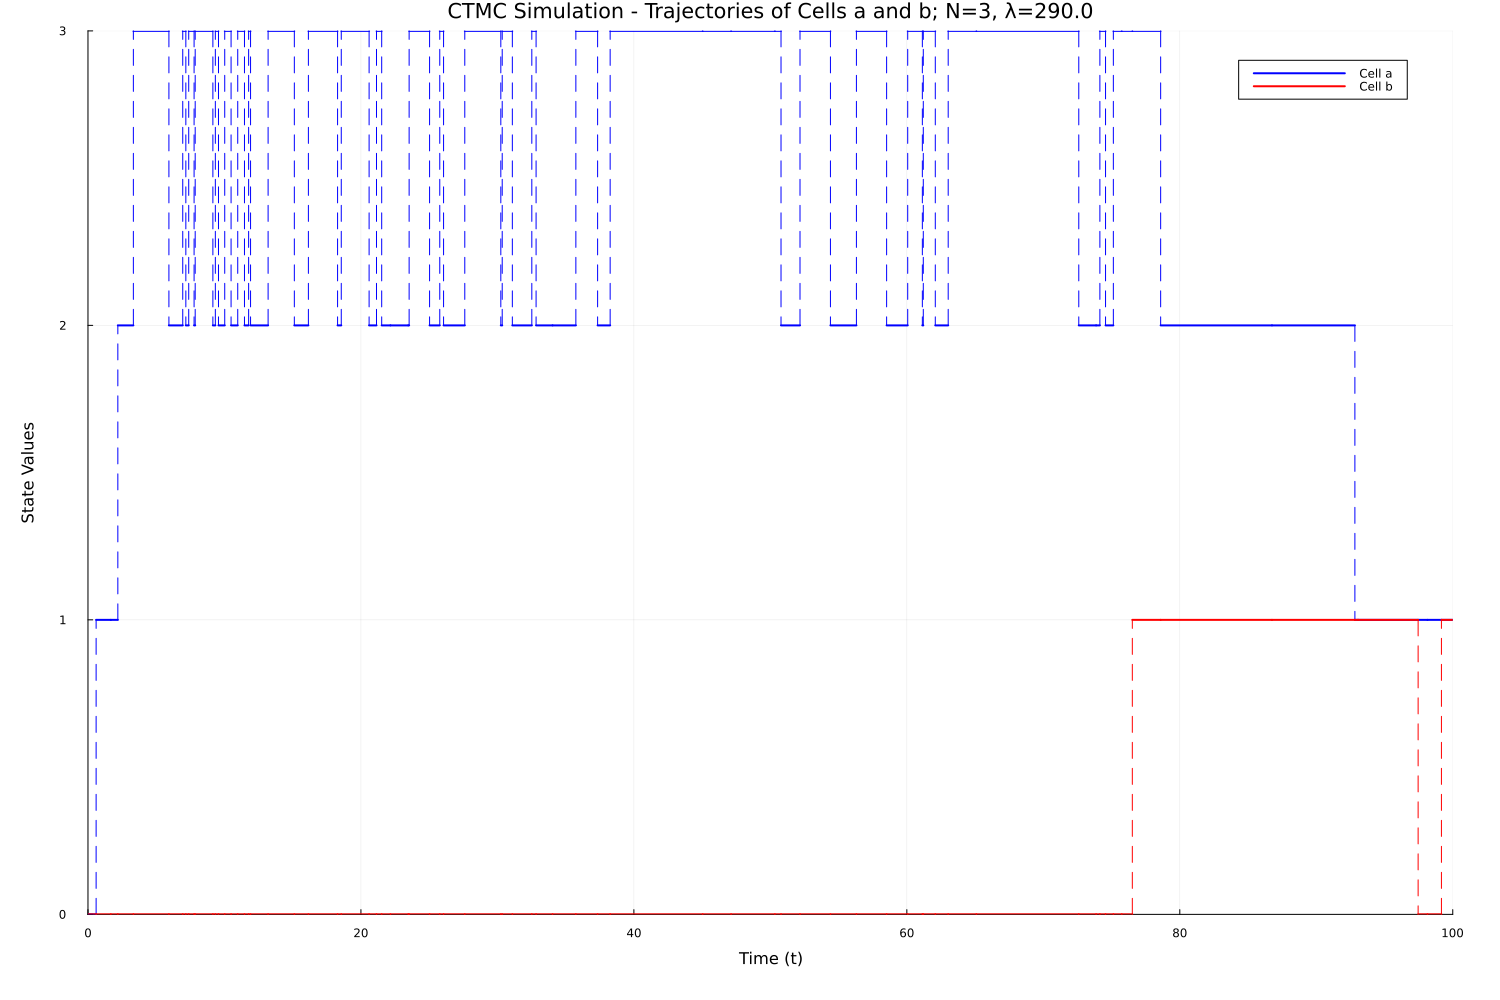 CTMC Simulation - Trajectories of Cells a and b; N=3, λ=290.0
3
Cell a
Cell b
2
State Values
1
0
0 20 40 60 80 100
Time (t)